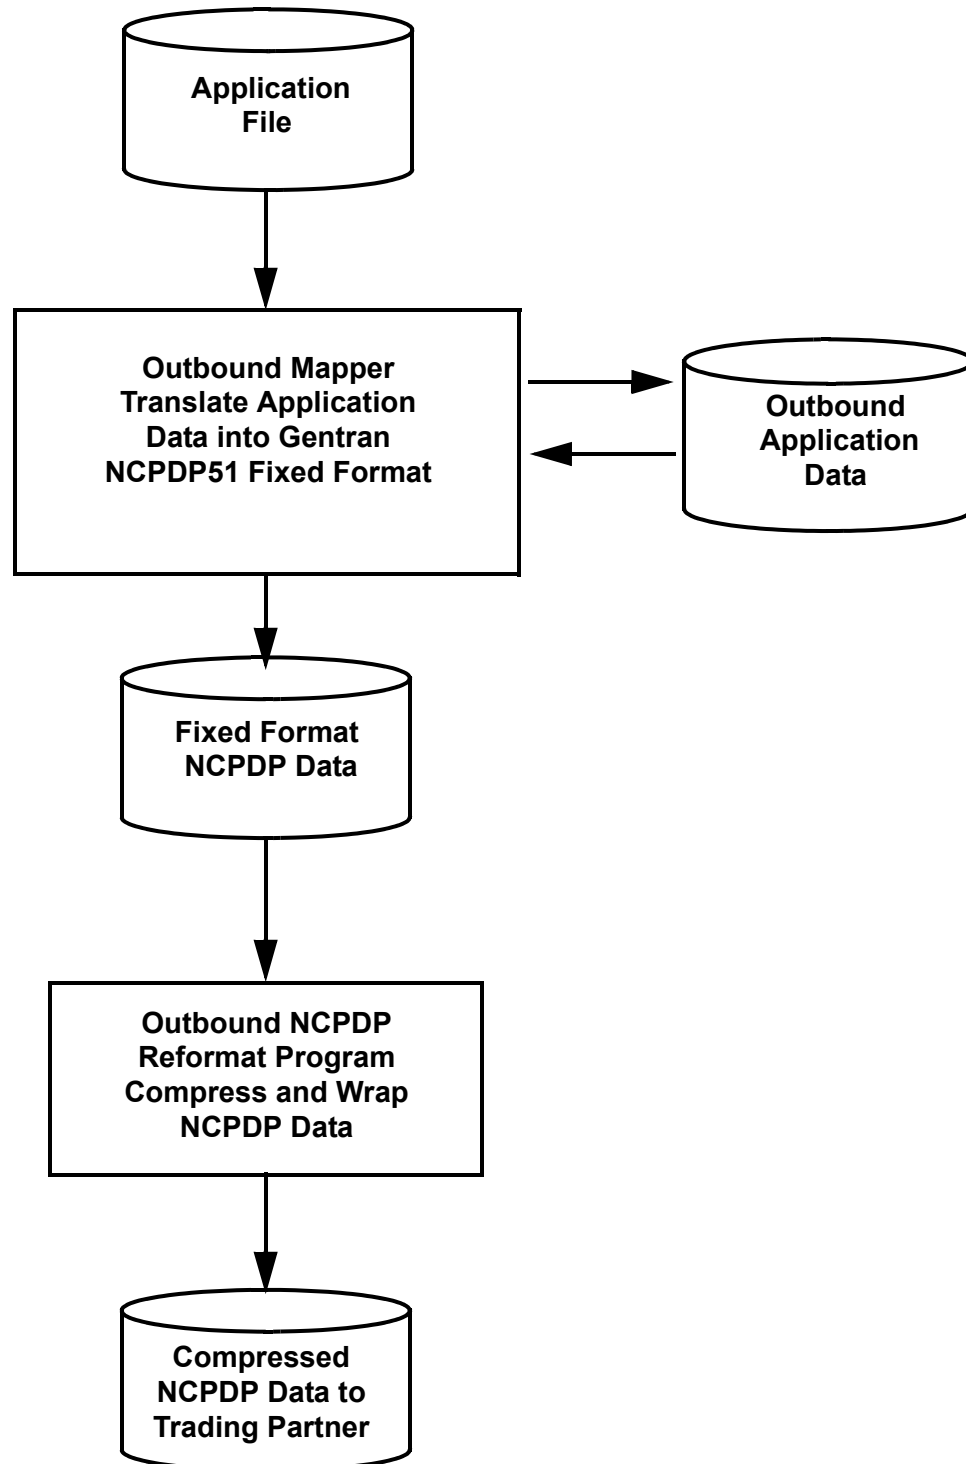 Application
File
Outbound Mapper
Translate Application
Data into Gentran
NCPDP51 Fixed Format
Outbound
Application
Data
Fixed Format
NCPDP Data
Outbound NCPDP
Reformat Program
Compress and Wrap
NCPDP Data
Compressed
NCPDP Data to
Trading Partner